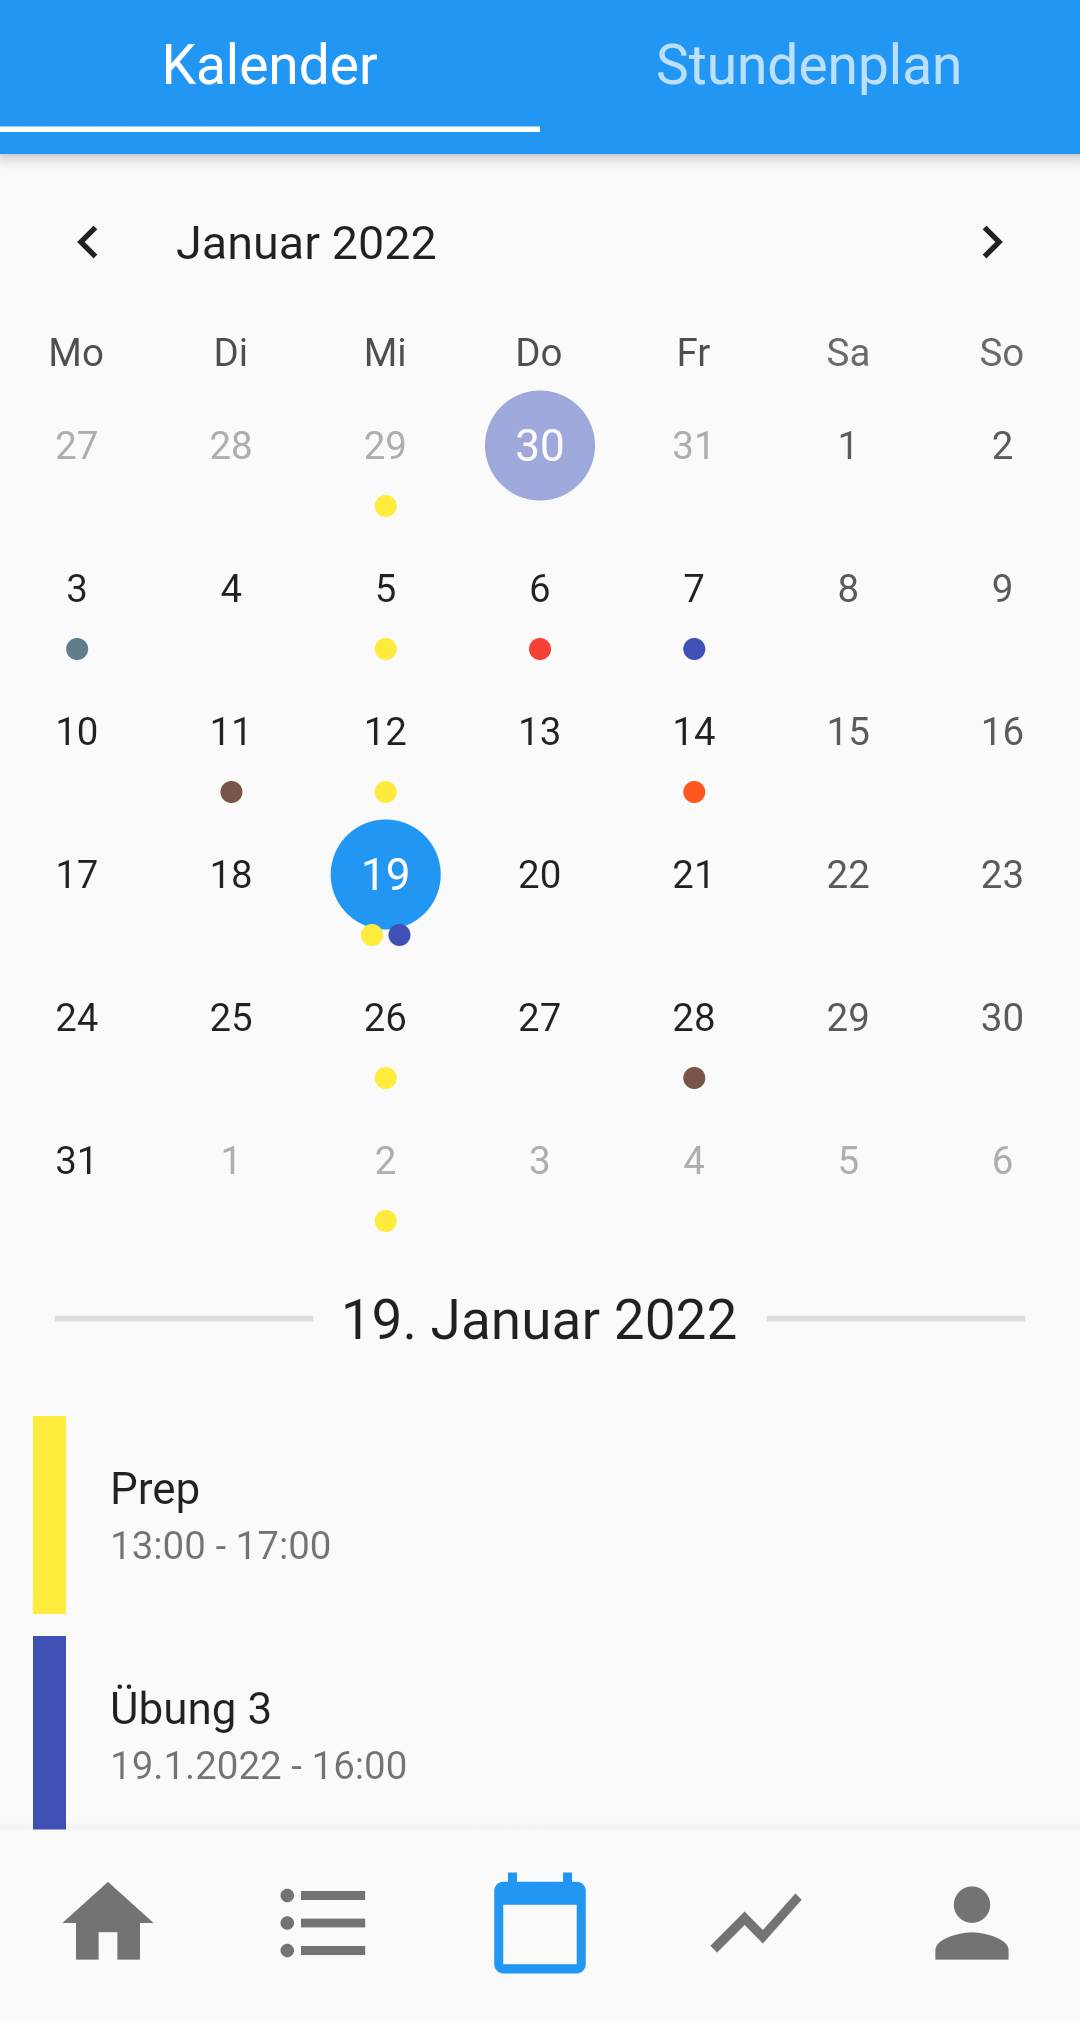 Kalender Stundenplan
Januar 2022
Mo Di Mi Do Fr Sa So
27 28 29 30 31 1 2
3 4 5 6 7 8 9
10 11 12 13 14 15 16
17 18 19 20 21 22 23
24 25 26 27 28 29 30
31 1 2 3 4 5 6
19. Januar 2022
Prep
13:00 - 17:00
Übung 3
19.1.2022 - 16:00